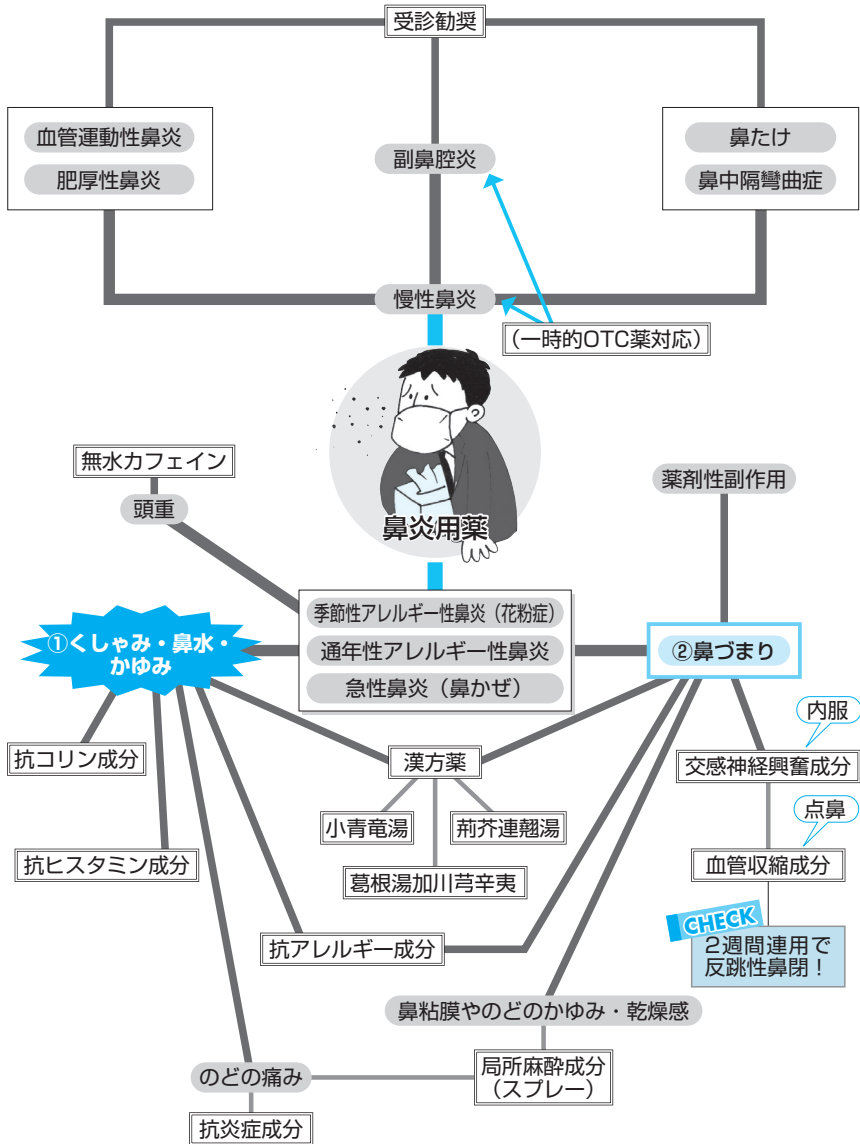 受診勧奨
血管運動性鼻炎
肥厚性鼻炎
副鼻腔炎
鼻たけ
鼻中隔彎曲症
慢性鼻炎
(一時的OTC薬対応)
無水カフェイン
頭重
鼻炎用薬
薬剤性副作用
季節性アレルギー性鼻炎(花粉症)
通年性アレルギー性鼻炎
急性鼻炎(鼻かぜ)
①くしゃみ・鼻水・
かゆみ
②鼻づまり
内服
抗コリン成分
漢方薬
交感神経興奮成分
点鼻
小青竜湯
荊芥連翹湯
抗ヒスタミン成分
葛根湯加川芎辛夷
血管収縮成分
CHECK
2週間連用で
反跳性鼻閉!
抗アレルギー成分
鼻粘膜やのどのかゆみ・乾燥感
のどの痛み
局所麻酔成分
(スプレー)
抗炎症成分